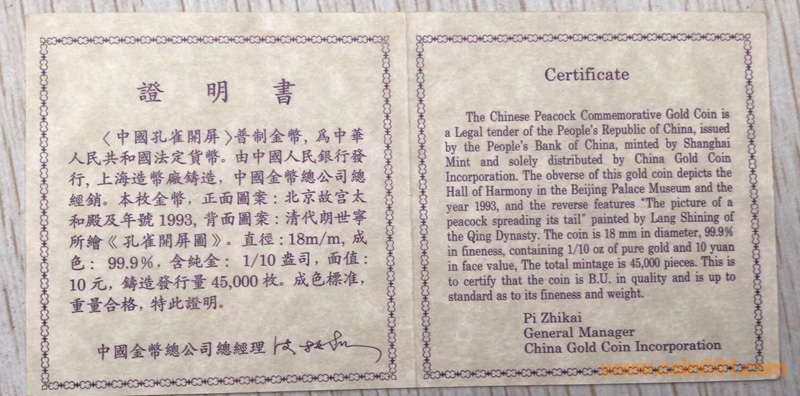 證 明 書
《中國孔雀開屏》普制金幣，爲中華
人民共和國法定貨幣。由中國人民銀行發
行，上海造幣廠鑄造，中國金幣總公司總
經銷。本枚金幣，正面圖案：北京故宮太
和殿及年號1993，背面圖案：清代朗世寧
所繪《孔雀開屏圖》。直徑：18m/m，成
色：99.9%，含純金：1/10 盎司，面值：
10元，鑄造發行量45,000枚。成色標准，
重量合格，特此證明。
中國金幣總公司總經理
Certificate
The Chinese Peacock Commemorative Gold Coin is
a Legal tender of the People's Republic of China, issued
by the People's Bank of China, minted by Shanghai
Mint and solely distributed by China Gold Coin
Incorporation. The obverse of this gold coin depicts the
Hall of Harmony in the Beijing Palace Museum and the
year 1993, and the reverse features "The picture of a
peacock spreading its tail" painted by Lang Shining of
the Qing Dynasty. The coin is 18 mm in diameter, 99.9%
in fineness, containing 1/10 oz of pure gold and 10 yuan
in face value, The total mintage is 45,000 pieces. This is
to certify that the coin is B.U. in quality and is up to
standard as to its fineness and weight.
Pi Zhikai
General Manager
China Gold Coin Incorporation
www.coin001.com